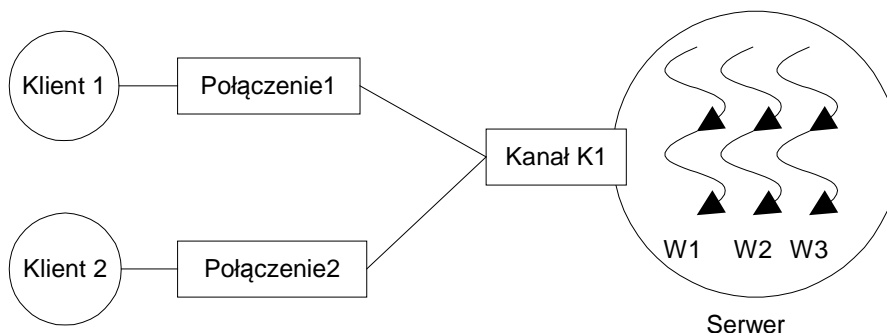 Klient 1
Połączenie1
Kanał K1
Klient 2
Połączenie2
W1 W2 W3
Serwer